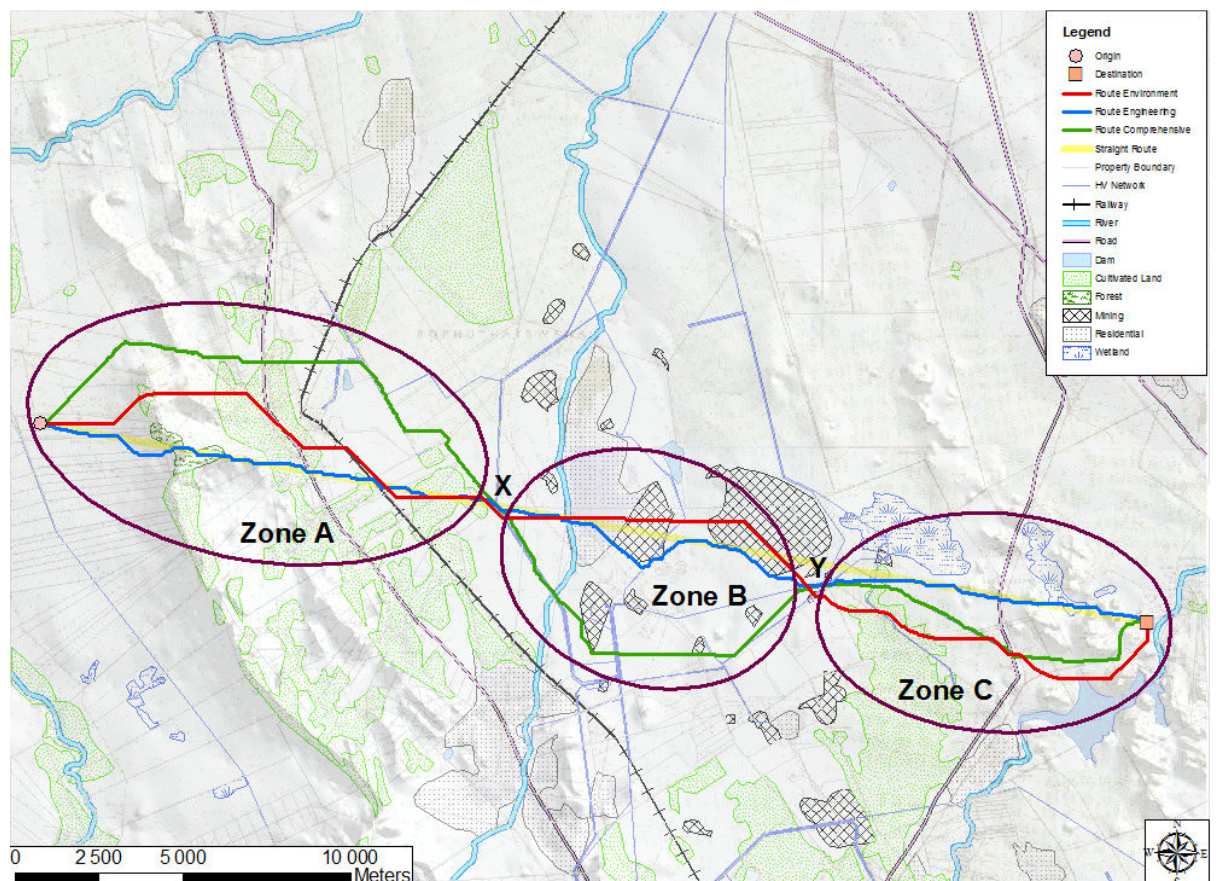 Legend
Origin
Destination
Route Environment
Route Engineering
Route Comprehensive
Straight Route
Property Boundary
HV Network
Railway
River
Road
Dam
Cultivated Land
Forest
Mining
Residential
Wetland
X
Zone A
Y
Zone B
Zone C
0 2 500 5 000 10 000
Meters
N
W E
S